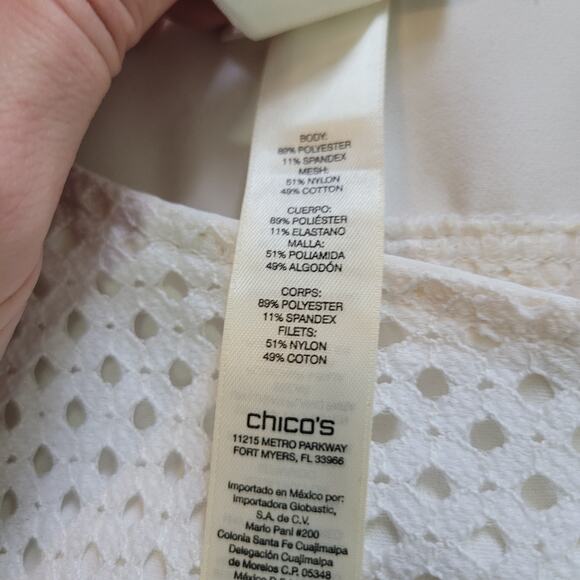 BODY:
89% POLYESTER
11% SPANDEX
MESH:
51% NYLON
49% COTTON
CUERPO:
89% POLIÉSTER
11% ELASTANO
MALLA:
51% POLIAMIDA
49% ALGODÓN
CORPS:
89% POLYESTER
11% SPANDEX
FILETS:
51% NYLON
49% COTON
chico's
11215 METRO PARKWAY
FORT MYERS, FL 33966
Importado en México por:
Importadora Globastic,
S.A. de C.V.
Mario Pani #200
Colonia Santa Fe Cuajimalpa
Delegación Cuajimalpa
de Morelos C.P. 05348
México